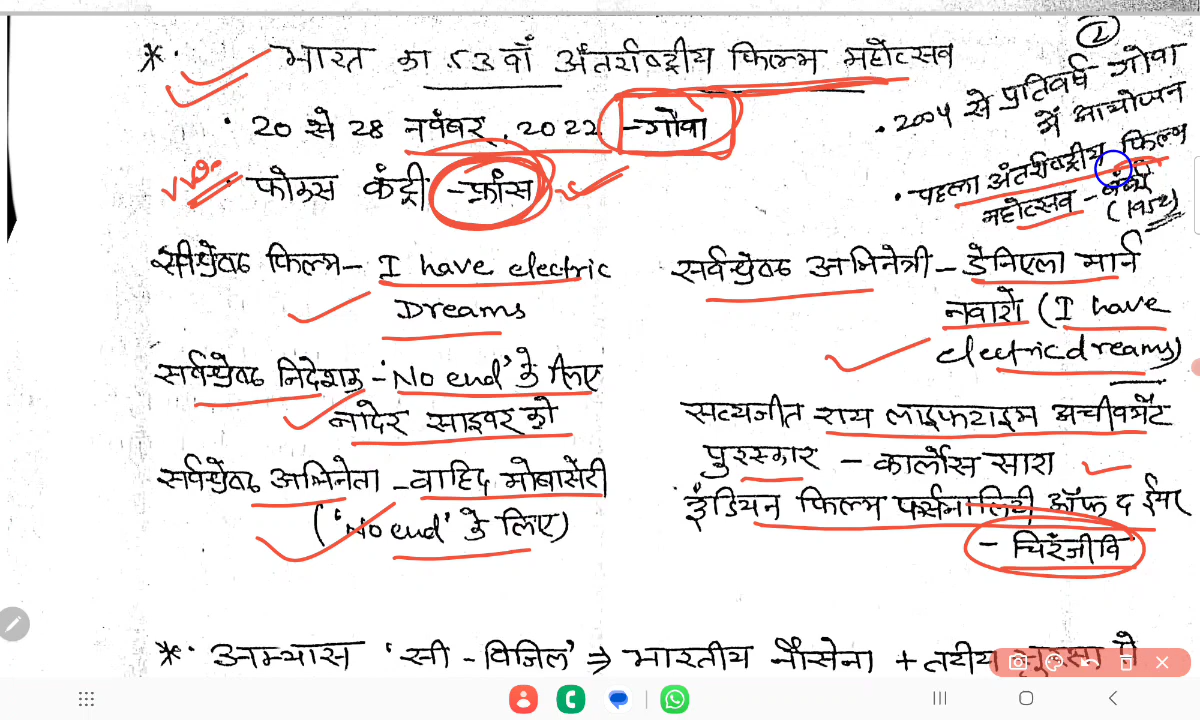 *. भारत का 53वाँ अंतर्राष्ट्रीय फिल्म महोत्सव
· 20 से 28 नवंबर, 2022 - गोवा
· फोकस कंट्री - फ्रांस
②
· 2004 से प्रतिवर्ष गोवा
में आयोजन
· पहला अंतर्राष्ट्रीय फिल्म
महोत्सव - बंबई
(1952)
सर्वश्रेष्ठ फिल्म - I have electric
Dreams
सर्वश्रेष्ठ निदेशक - 'No end' के लिए
नादेर साइवर को
सर्वश्रेष्ठ अभिनेता - वाहिद मोबासेरी
('No end' के लिए)
सर्वश्रेष्ठ अभिनेत्री - डेनिएला मार्न
नवारो (I have
electric dreams)
सत्यजीत राय लाइफटाइम अचीवमेंट
पुरस्कार - कार्लोस सारा
इंडियन फिल्म पर्सनालिटी ऑफ द ईयर
- चिरंजीवि
*. अभ्यास 'सी - विजिल' ⇒ भारतीय नौसेना + तटीय सुरक्षा में